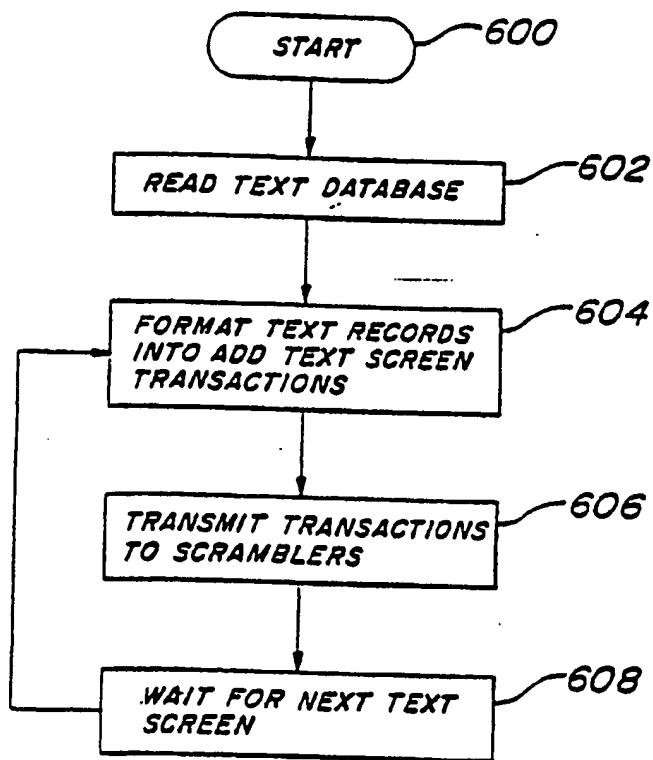 START
600
READ TEXT DATABASE
602
FORMAT TEXT RECORDS
INTO ADD TEXT SCREEN
TRANSACTIONS
604
TRANSMIT TRANSACTIONS
TO SCRAMBLERS
606
WAIT FOR NEXT TEXT
SCREEN
608